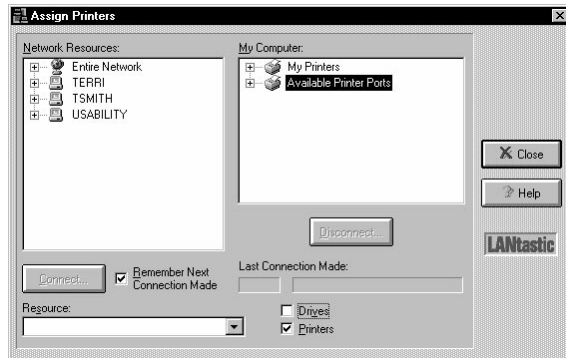 Assign Printers
Network Resources:
Entire Network
TERRI
TSMITH
USABILITY
My Computer:
My Printers
Available Printer Ports
Close
Help
Disconnect...
LANtastic
Connect...
Remember Next
Connection Made
Last Connection Made:
Resource:
Drives
Printers